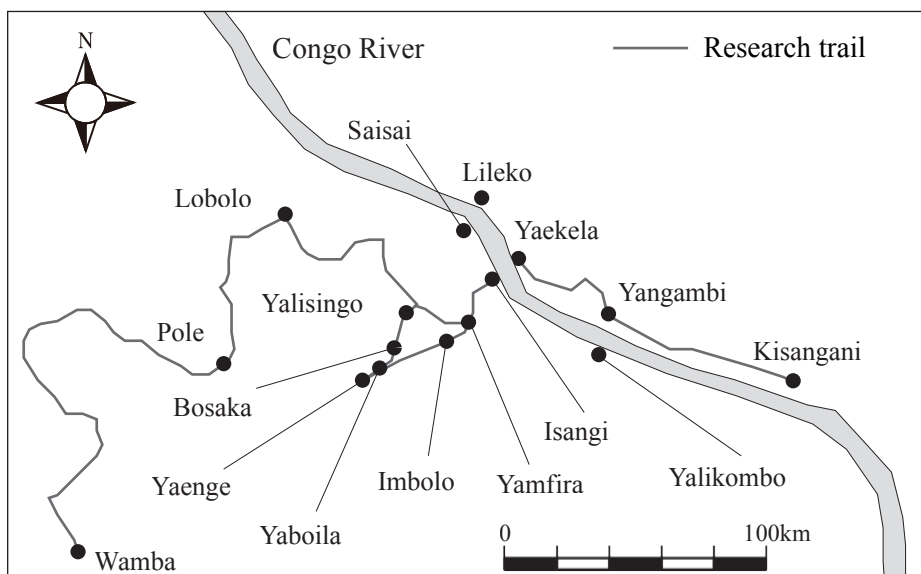 N
Congo River
Research trail
Saisai
Lileko
Lobolo
Yaekela
Yalisingo
Yangambi
Pole
Kisangani
Bosaka
Isangi
Yaenge
Imbolo
Yamfira
Yalikombo
Yaboila
0
100km
Wamba